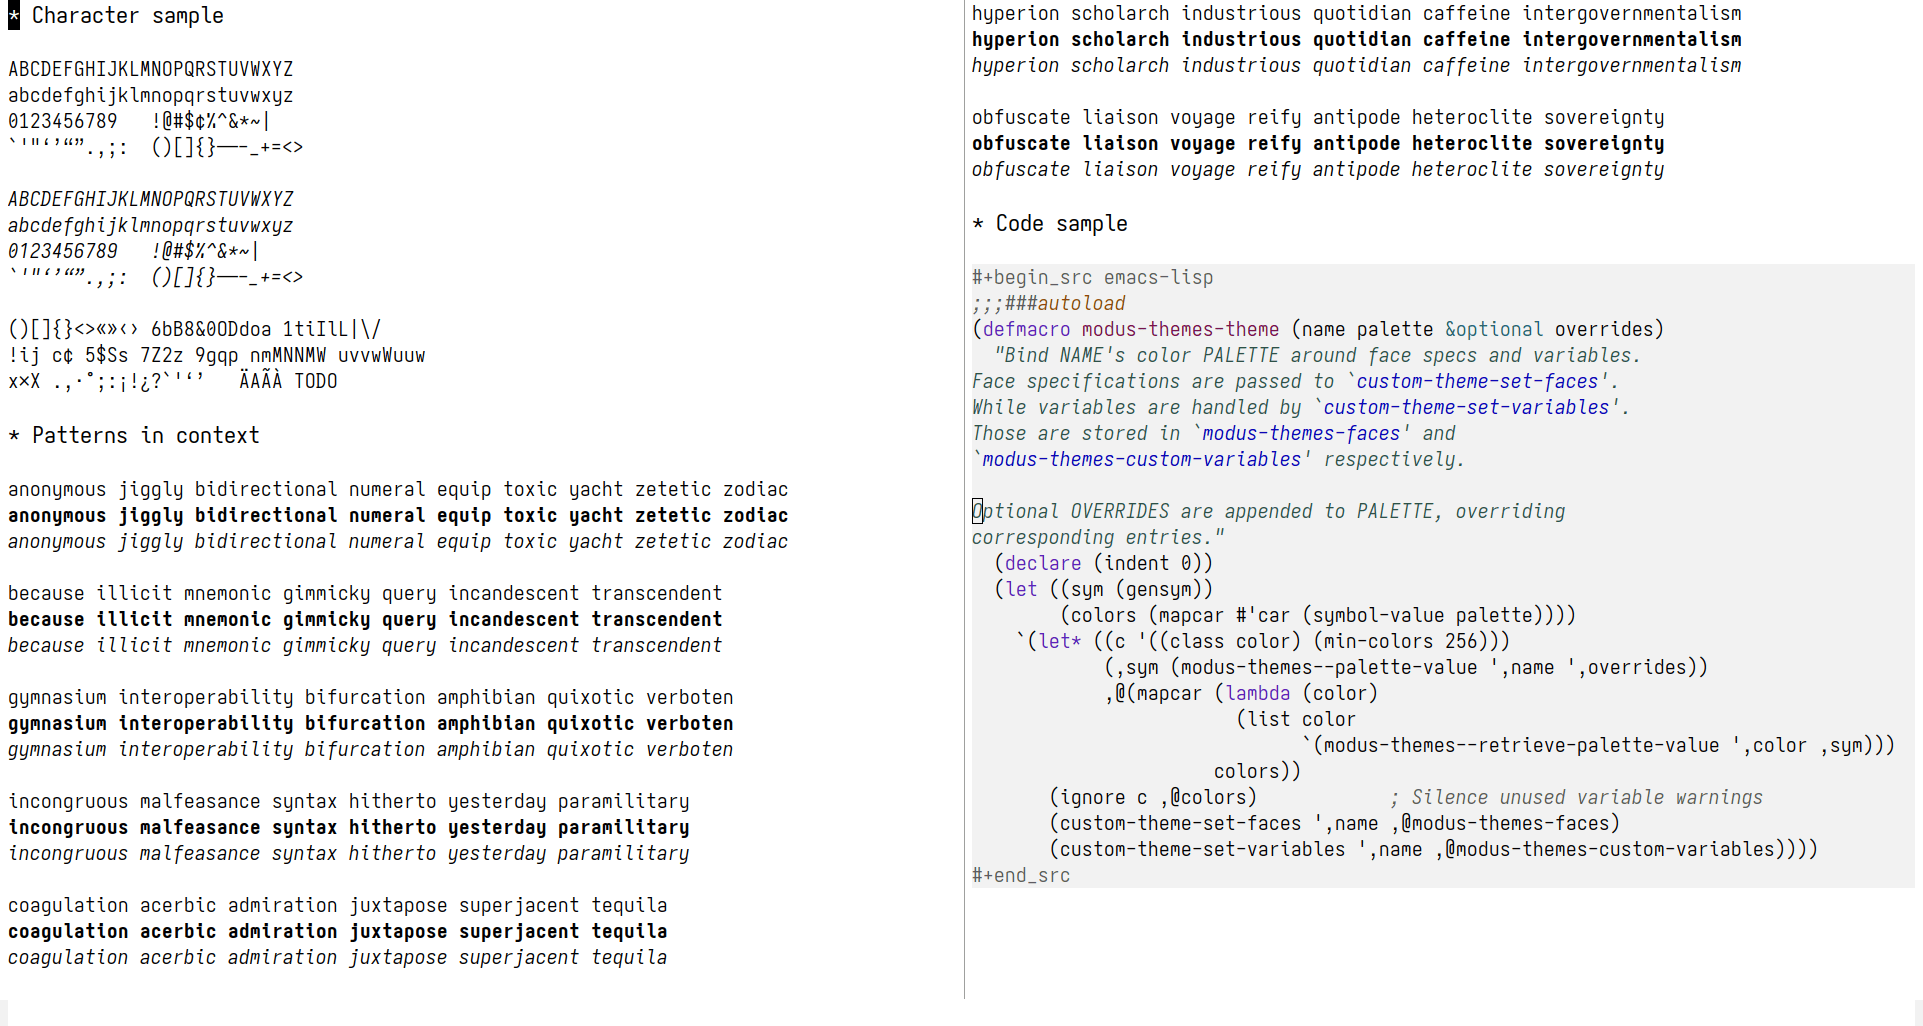 * Character sample

ABCDEFGHIJKLMNOPQRSTUVWXYZ
abcdefghijklmnopqrstuvwxyz
0123456789   !@#$¢%^&*~|
`'"‘’“”.,;:  ()[]{}—–-_+=<>

ABCDEFGHIJKLMNOPQRSTUVWXYZ
abcdefghijklmnopqrstuvwxyz
0123456789   !@#$%^&*~|
`'"‘’“”.,;:  ()[]{}—–-_+=<>

()[]{}<>«»‹› 6bB8&0ODdoa 1tiIlL|\/
!ij c¢ 5$Ss 7Z2z 9gqp nmMNNMW uvvwWuuw
x×X .,·°;:¡!¿?`'‘’   ÄAÃÀ TODO

* Patterns in context

anonymous jiggly bidirectional numeral equip toxic yacht zetetic zodiac
anonymous jiggly bidirectional numeral equip toxic yacht zetetic zodiac
anonymous jiggly bidirectional numeral equip toxic yacht zetetic zodiac

because illicit mnemonic gimmicky query incandescent transcendent
because illicit mnemonic gimmicky query incandescent transcendent
because illicit mnemonic gimmicky query incandescent transcendent

gymnasium interoperability bifurcation amphibian quixotic verboten
gymnasium interoperability bifurcation amphibian quixotic verboten
gymnasium interoperability bifurcation amphibian quixotic verboten

incongruous malfeasance syntax hitherto yesterday paramilitary
incongruous malfeasance syntax hitherto yesterday paramilitary
incongruous malfeasance syntax hitherto yesterday paramilitary

coagulation acerbic admiration juxtapose superjacent tequila
coagulation acerbic admiration juxtapose superjacent tequila
coagulation acerbic admiration juxtapose superjacent tequila

hyperion scholarch industrious quotidian caffeine intergovernmentalism
hyperion scholarch industrious quotidian caffeine intergovernmentalism
hyperion scholarch industrious quotidian caffeine intergovernmentalism

obfuscate liaison voyage reify antipode heteroclite sovereignty
obfuscate liaison voyage reify antipode heteroclite sovereignty
obfuscate liaison voyage reify antipode heteroclite sovereignty

* Code sample

#+begin_src emacs-lisp
;;;###autoload
(defmacro modus-themes-theme (name palette &optional overrides)
  "Bind NAME's color PALETTE around face specs and variables.
Face specifications are passed to `custom-theme-set-faces'.
While variables are handled by `custom-theme-set-variables'.
Those are stored in `modus-themes-faces' and
`modus-themes-custom-variables' respectively.

Optional OVERRIDES are appended to PALETTE, overriding
corresponding entries."
  (declare (indent 0))
  (let ((sym (gensym))
        (colors (mapcar #'car (symbol-value palette))))
    `(let* ((c '((class color) (min-colors 256)))
            (,sym (modus-themes--palette-value ',name ',overrides))
            ,@(mapcar (lambda (color)
                        (list color
                              `(modus-themes--retrieve-palette-value ',color ,sym)))
                      colors))
       (ignore c ,@colors)            ; Silence unused variable warnings
       (custom-theme-set-faces ',name ,@modus-themes-faces)
       (custom-theme-set-variables ',name ,@modus-themes-custom-variables))))
#+end_src